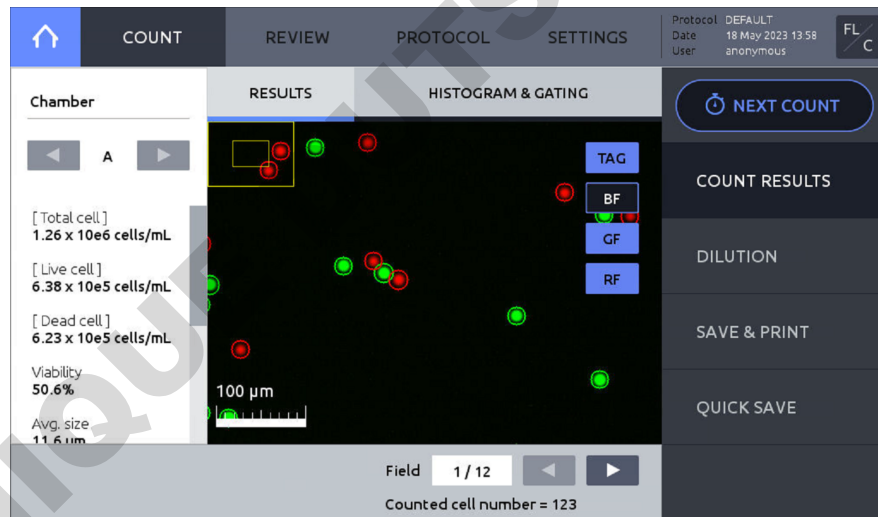 COUNT
REVIEW
PROTOCOL
SETTINGS
Protocol DEFAULT
Date 18 May 2023 13:58
User anonymous
FL/C
Chamber
A
[ Total cell ]
1.26 x 10e6 cells/mL
[ Live cell ]
6.38 x 10e5 cells/mL
[ Dead cell ]
6.23 x 10e5 cells/mL
Viability
50.6%
Avg. size
11.6 µm
RESULTS
HISTOGRAM & GATING
TAG
BF
GF
RF
100 µm
Field 1 / 12
Counted cell number = 123
NEXT COUNT
COUNT RESULTS
DILUTION
SAVE & PRINT
QUICK SAVE